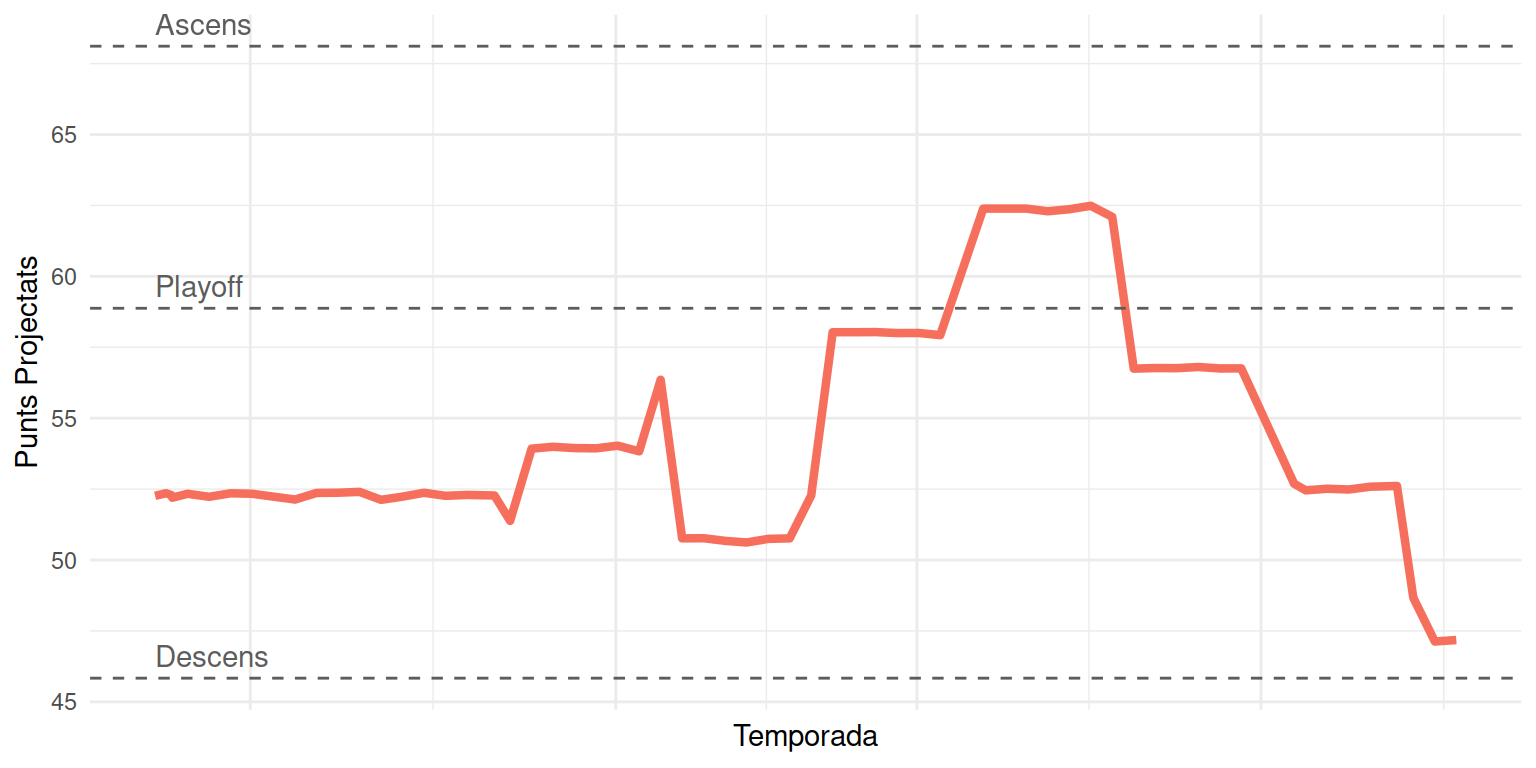 Ascens
65
60
Playoff
55
50
Descens
45
Punts Projectats
Temporada